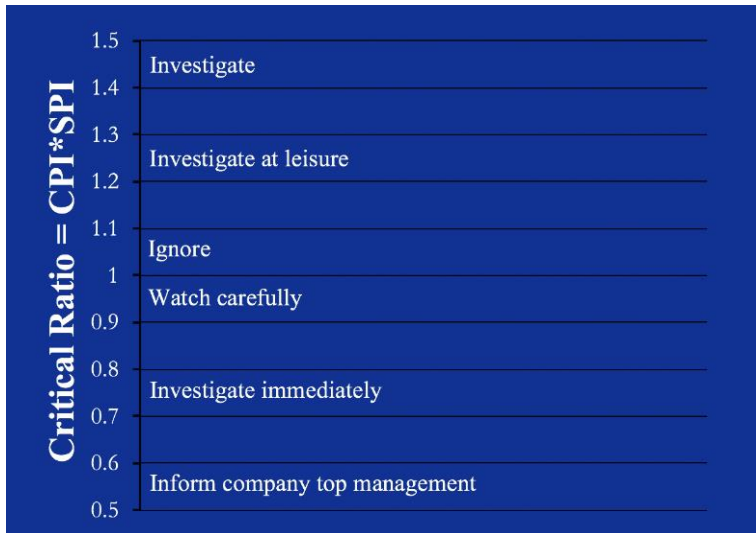 Critical Ratio = CPI*SPI
1.5
Investigate
1.4
1.3
Investigate at leisure
1.2
1.1
Ignore
1
Watch carefully
0.9
0.8
Investigate immediately
0.7
0.6
Inform company top management
0.5